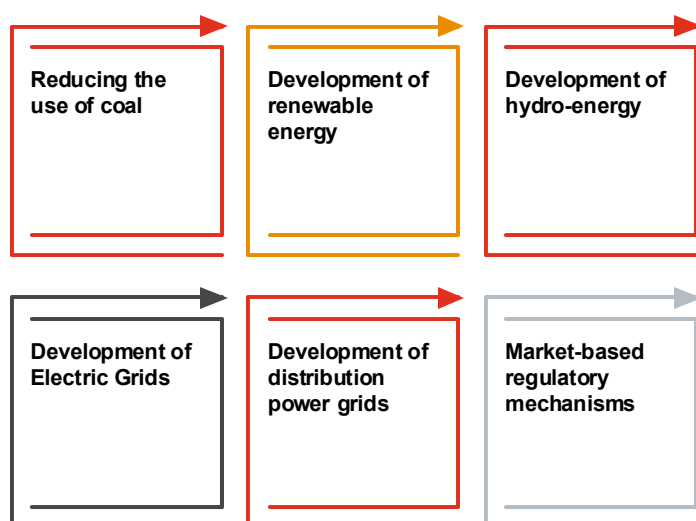 Reducing the
use of coal
Development of
renewable
energy
Development of
hydro-energy
Development of
Electric Grids
Development of
distribution
power grids
Market-based
regulatory
mechanisms